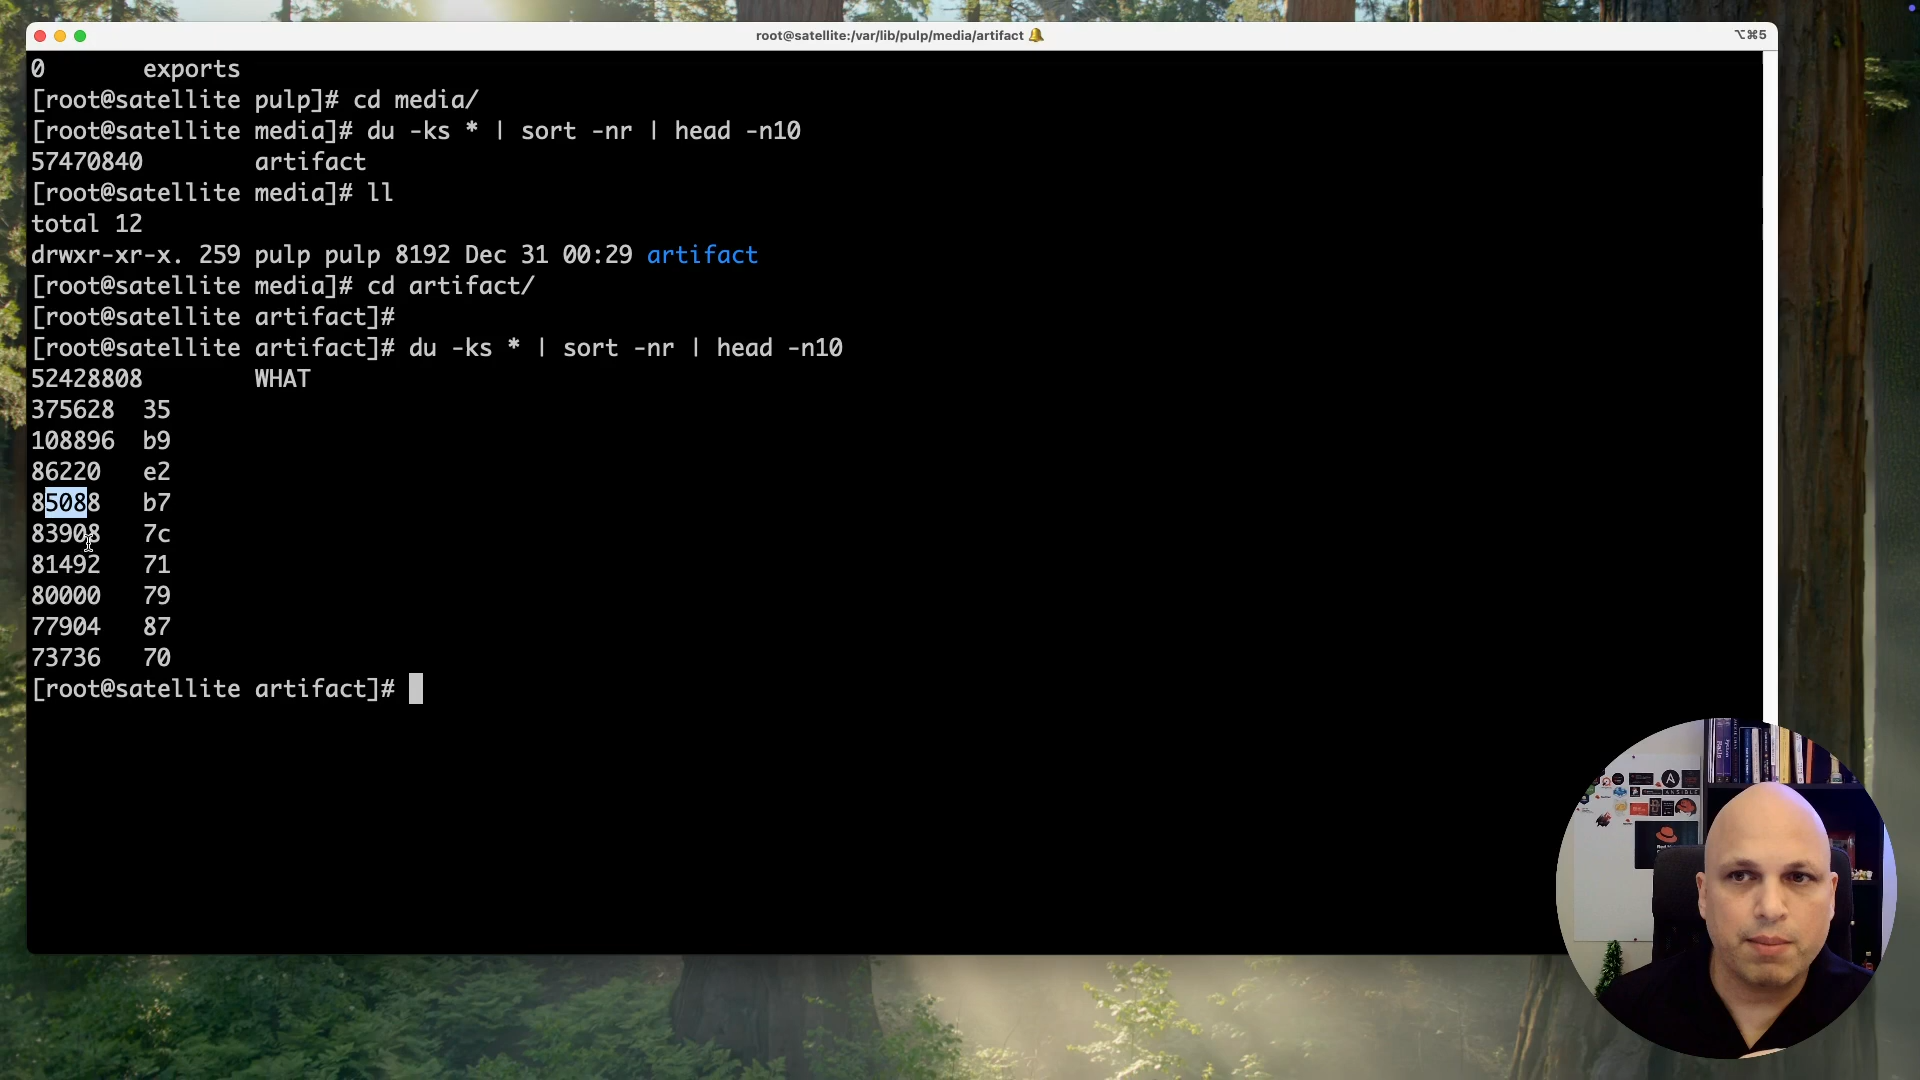 root@satellite:/var/lib/pulp/media/artifact 🔔
⌥⌘5
0 exports
[root@satellite pulp]# cd media/
[root@satellite media]# du -ks * | sort -nr | head -n10
57470840 artifact
[root@satellite media]# ll
total 12
drwxr-xr-x. 259 pulp pulp 8192 Dec 31 00:29 artifact
[root@satellite media]# cd artifact/
[root@satellite artifact]#
[root@satellite artifact]# du -ks * | sort -nr | head -n10
52428808 WHAT
375628 35
108896 b9
86220 e2
85088 b7
83908 7c
81492 71
80000 79
77904 87
73736 70
[root@satellite artifact]#
ANSIBLE